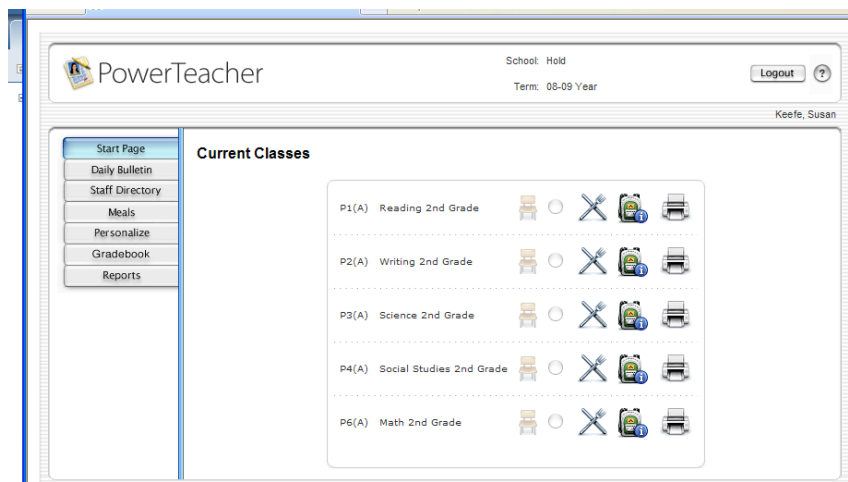 PowerTeacher
School: Hold
Term: 08-09 Year
Logout
?
Keefe, Susan
Start Page
Daily Bulletin
Staff Directory
Meals
Personalize
Gradebook
Reports
Current Classes
P1(A) Reading 2nd Grade
P2(A) Writing 2nd Grade
P3(A) Science 2nd Grade
P4(A) Social Studies 2nd Grade
P6(A) Math 2nd Grade